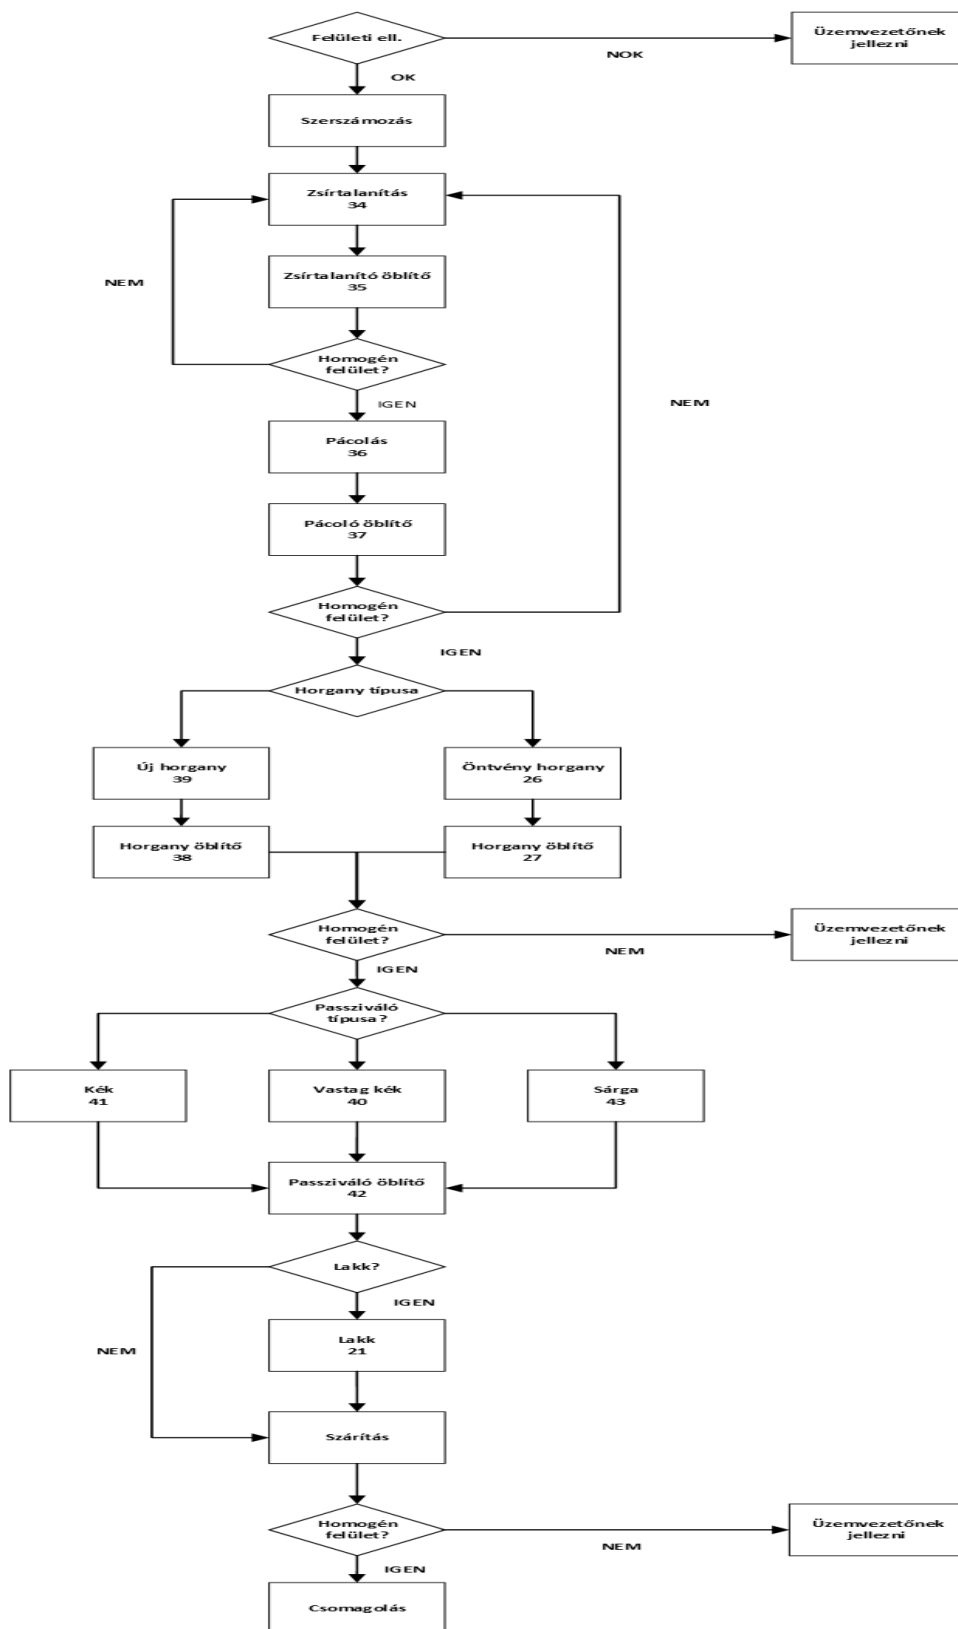 Felületi ell.
Üzemvezetőnek
jellezni
NOK
OK
Szerszámozás
Zsírtalanítás
34
Zsírtalanító öblítő
35
NEM
Homogén
felület?
NEM
IGEN
Pácolás
36
Pácoló öblítő
37
Homogén
felület?
IGEN
Horgany típusa
Új horgany
39
Öntvény horgany
26
Horgany öblítő
38
Horgany öblítő
27
Homogén
felület?
Üzemvezetőnek
jellezni
NEM
IGEN
Passziváló
típusa?
Kék
41
Vastag kék
40
Sárga
43
Passziváló öblítő
42
Lakk?
IGEN
Lakk
21
NEM
Szárítás
Homogén
felület?
Üzemvezetőnek
jellezni
NEM
IGEN
Csomagolás